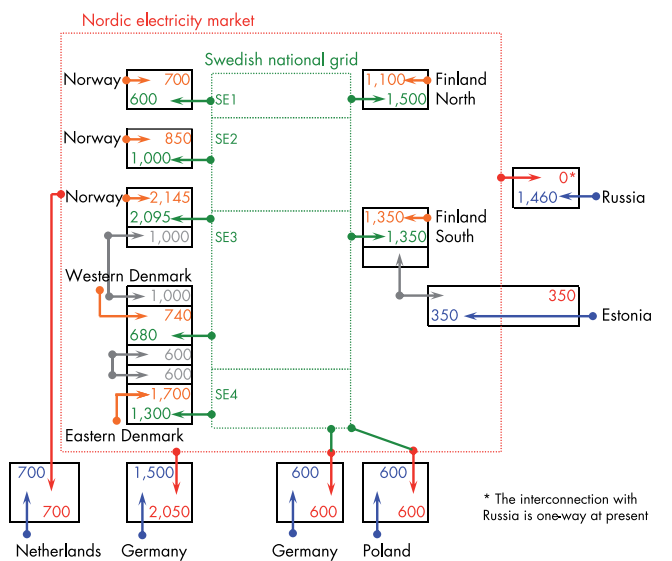 Nordic electricity market
Swedish national grid
Norway
700
600
SE1
1,100
1,500
Finland
North
Norway
850
1,000
SE2
Norway
2,145
2,095
1,000
SE3
1,350
1,350
Finland
South
0*
1,460
Russia
Western Denmark
1,000
740
680
600
600
350
350
Estonia
SE4
1,700
1,300
Eastern Denmark
700
700
Netherlands
1,500
2,050
Germany
600
600
Germany
600
600
Poland
* The interconnection with
Russia is one-way at present